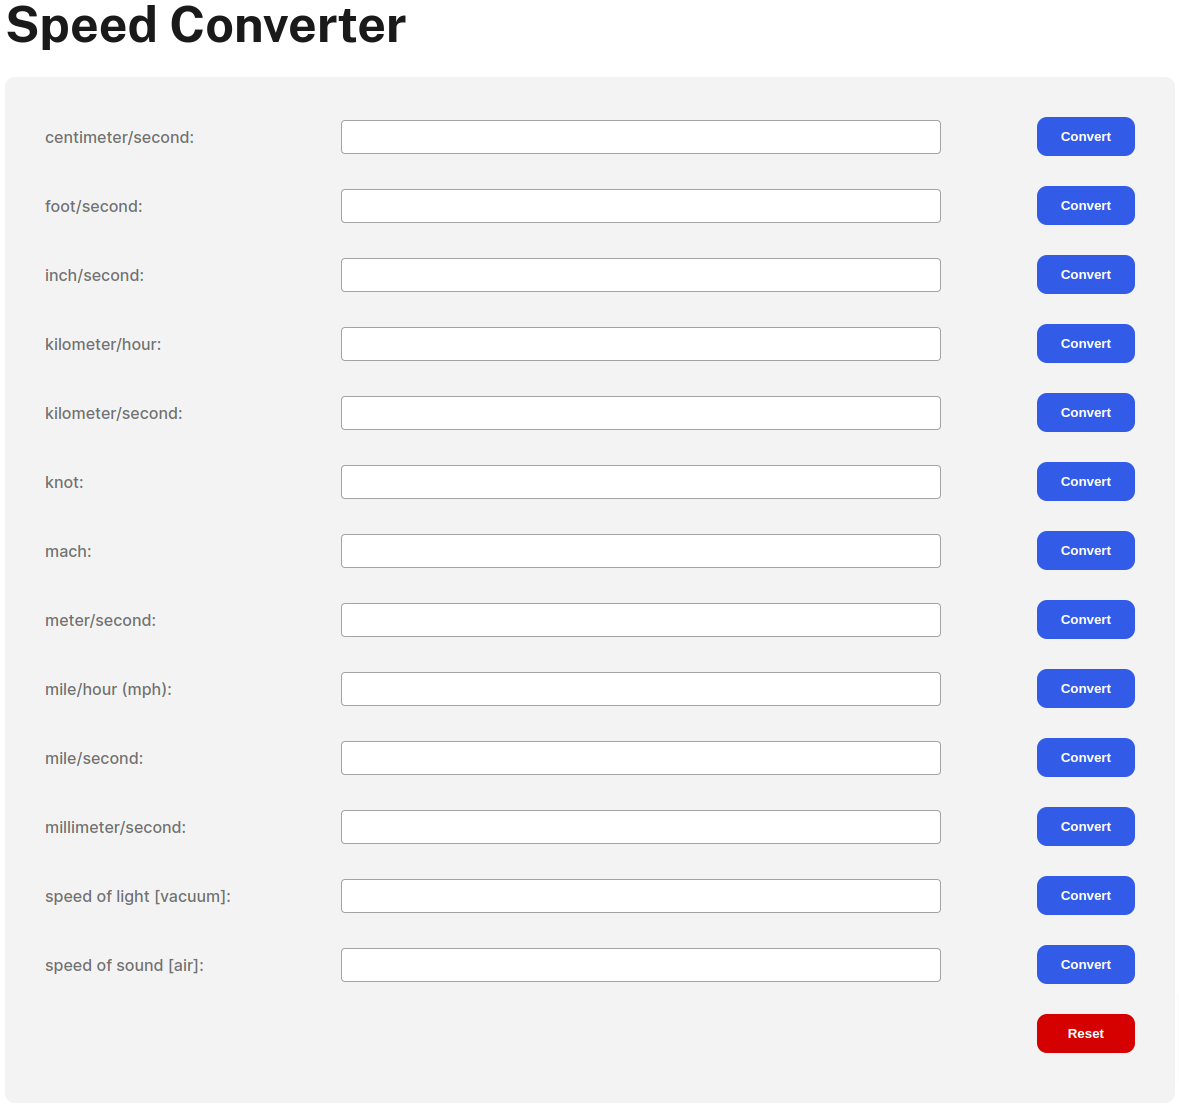 Speed Converter
centimeter/second: Convert
foot/second: Convert
inch/second: Convert
kilometer/hour: Convert
kilometer/second: Convert
knot: Convert
mach: Convert
meter/second: Convert
mile/hour (mph): Convert
mile/second: Convert
millimeter/second: Convert
speed of light [vacuum]: Convert
speed of sound [air]: Convert
Reset